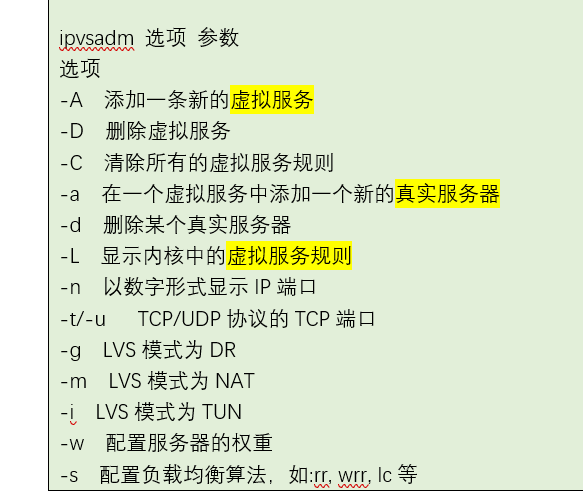 ipvsadm 选项 参数
选项
-A 添加一条新的虚拟服务
-D 删除虚拟服务
-C 清除所有的虚拟服务规则
-a 在一个虚拟服务中添加一个新的真实服务器
-d 删除某个真实服务器
-L 显示内核中的虚拟服务规则
-n 以数字形式显示 IP 端口
-t/-u TCP/UDP 协议的 TCP 端口
-g LVS 模式为 DR
-m LVS 模式为 NAT
-i LVS 模式为 TUN
-w 配置服务器的权重
-s 配置负载均衡算法，如:rr, wrr, lc 等